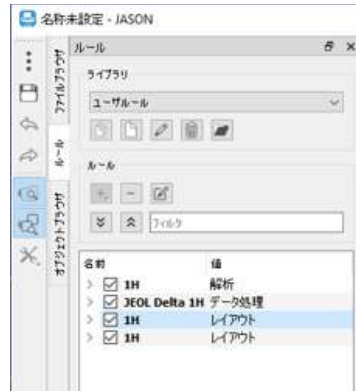 名称未設定 - JASON
ルール
ファイルブラウザ
ルール
オブジェクトブラウザ
ライブラリ
ユーザルール
ルール
フィルタ
名前 値
1H 解析
JEOL Delta 1H データ処理
1H レイアウト
1H レイアウト